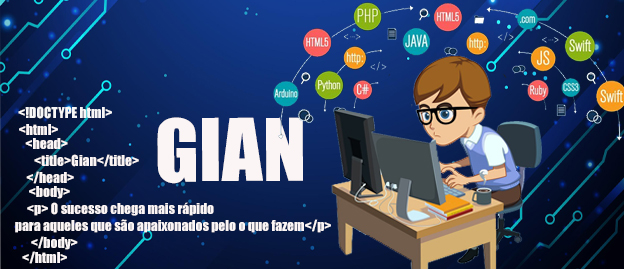 PHP
HTML5
.com
HTML5
JAVA
http:
Swift
http:
JS
Arduino
Python
C#
Ruby
CSS3
Swift
</>
</>
</>
GIAN
<!DOCTYPE html>
<html>
<head>
<title>Gian</title>
</head>
<body>
<p> O sucesso chega mais rápido
para aqueles que são apaixonados pelo o que fazem</p>
</body>
</html>